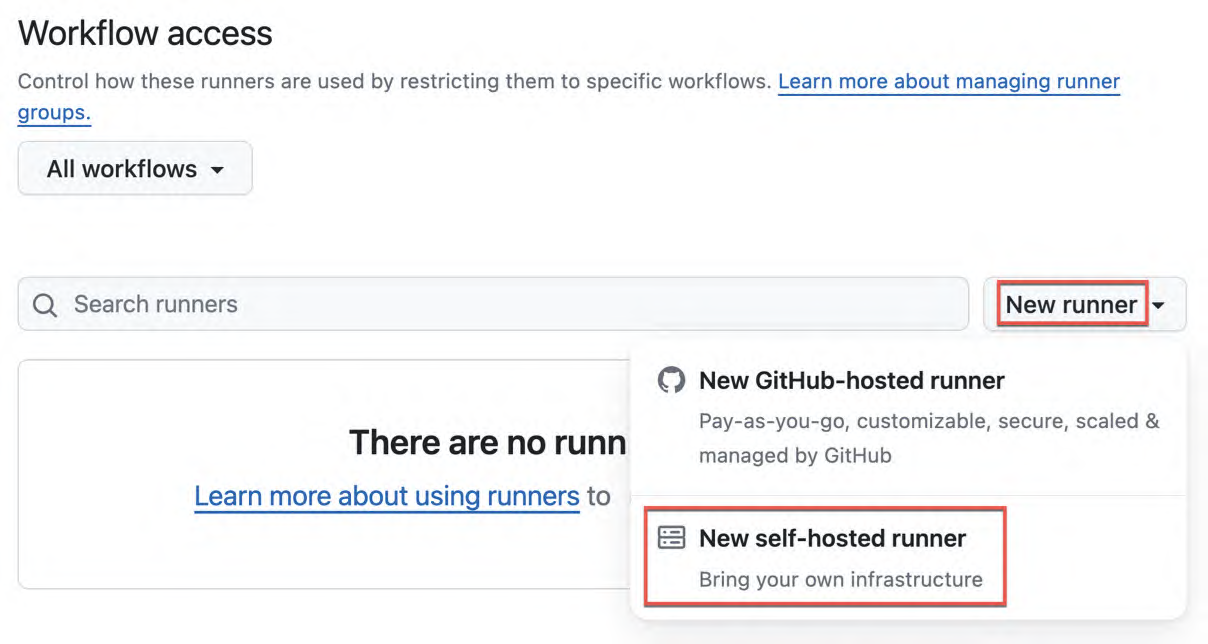 Workflow access
Control how these runners are used by restricting them to specific workflows. Learn more about managing runner
groups.
All workflows
Search runners
New runner
New GitHub-hosted runner
Pay-as-you-go, customizable, secure, scaled &
managed by GitHub
There are no runn
Learn more about using runners to
New self-hosted runner
Bring your own infrastructure